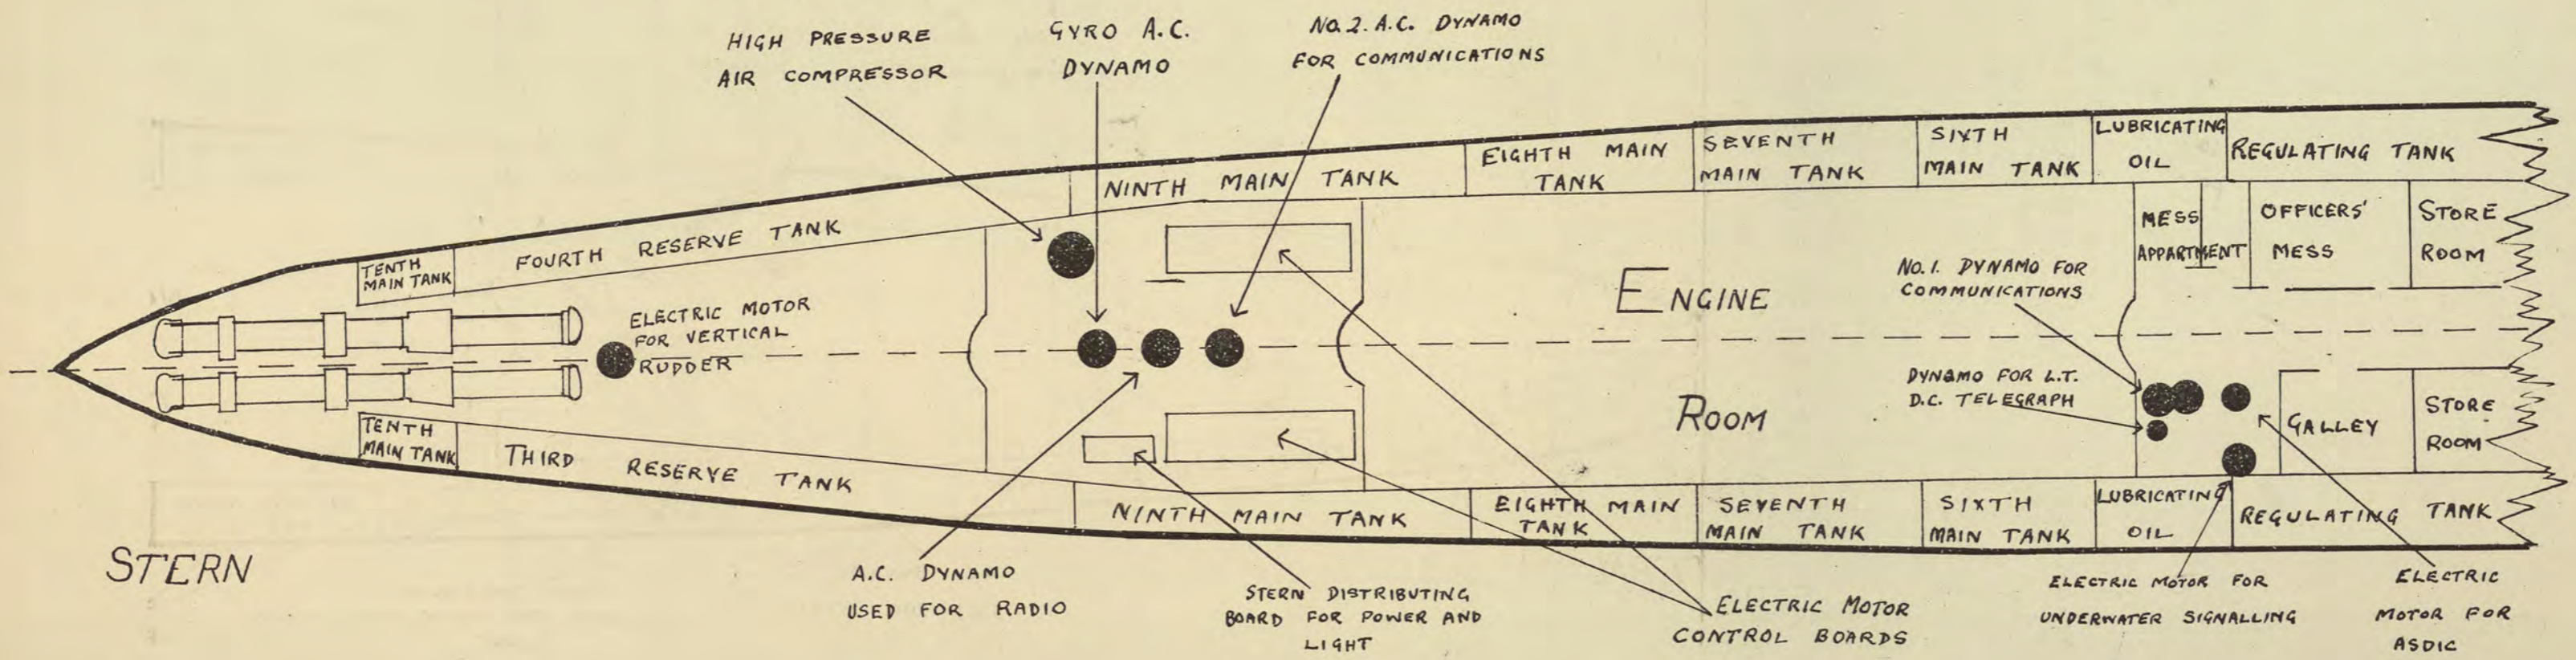 HIGH PRESSURE
AIR COMPRESSOR
GYRO A.C.
DYNAMO
NO.2. A.C. DYNAMO
FOR COMMUNICATIONS
TENTH
MAIN TANK
FOURTH RESERVE TANK
NINTH MAIN TANK
EIGHTH MAIN
TANK
SEVENTH
MAIN TANK
SIXTH
MAIN TANK
LUBRICATING
OIL
REGULATING TANK
MESS
APPARTMENT
OFFICERS'
MESS
STORE
ROOM
ELECTRIC MOTOR
FOR VERTICAL
RUDDER
ENGINE
ROOM
NO.1. DYNAMO FOR
COMMUNICATIONS
DYNAMO FOR L.T.
D.C. TELEGRAPH
GALLEY
STORE
ROOM
TENTH
MAIN TANK
THIRD RESERVE TANK
NINTH MAIN TANK
EIGHTH MAIN
TANK
SEVENTH
MAIN TANK
SIXTH
MAIN TANK
LUBRICATING
OIL
REGULATING TANK
STERN
A.C. DYNAMO
USED FOR RADIO
STERN DISTRIBUTING
BOARD FOR POWER AND
LIGHT
ELECTRIC MOTOR
CONTROL BOARDS
ELECTRIC MOTOR FOR
UNDERWATER SIGNALLING
ELECTRIC
MOTOR FOR
ASDIC